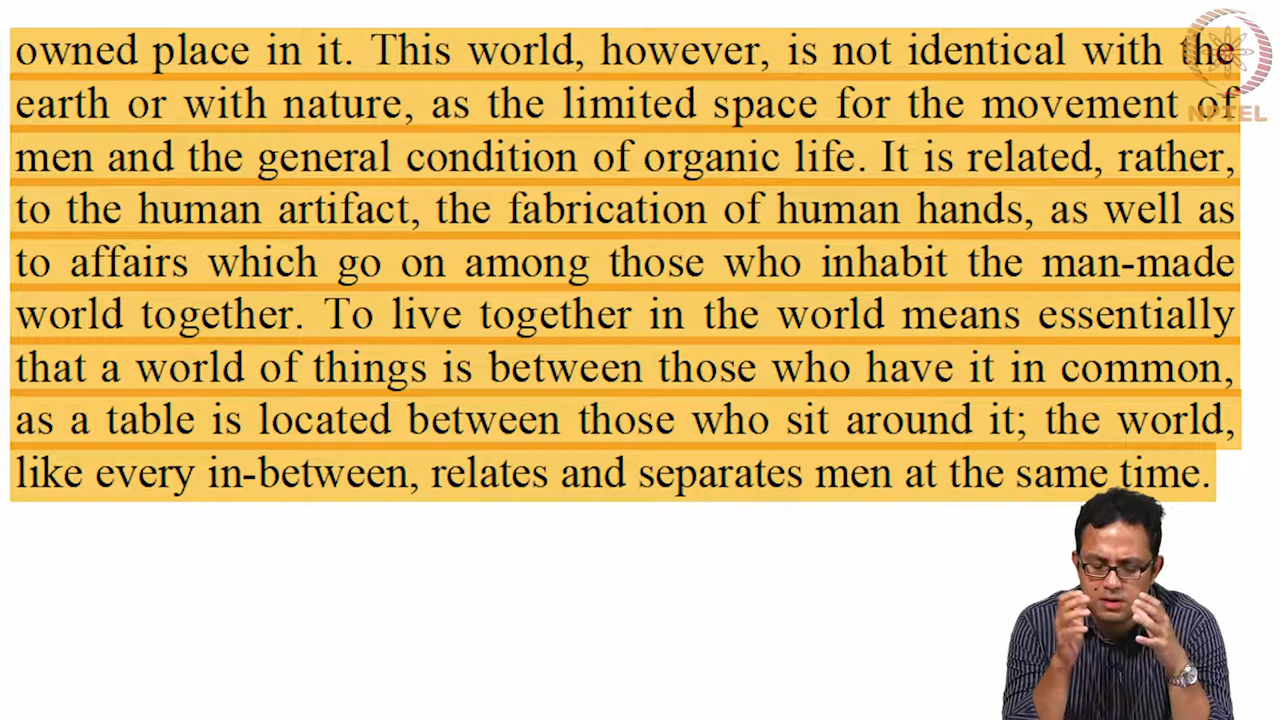 owned place in it. This world, however, is not identical with the
earth or with nature, as the limited space for the movement of
men and the general condition of organic life. It is related, rather,
to the human artifact, the fabrication of human hands, as well as
to affairs which go on among those who inhabit the man-made
world together. To live together in the world means essentially
that a world of things is between those who have it in common,
as a table is located between those who sit around it; the world,
like every in-between, relates and separates men at the same time.
NPTEL